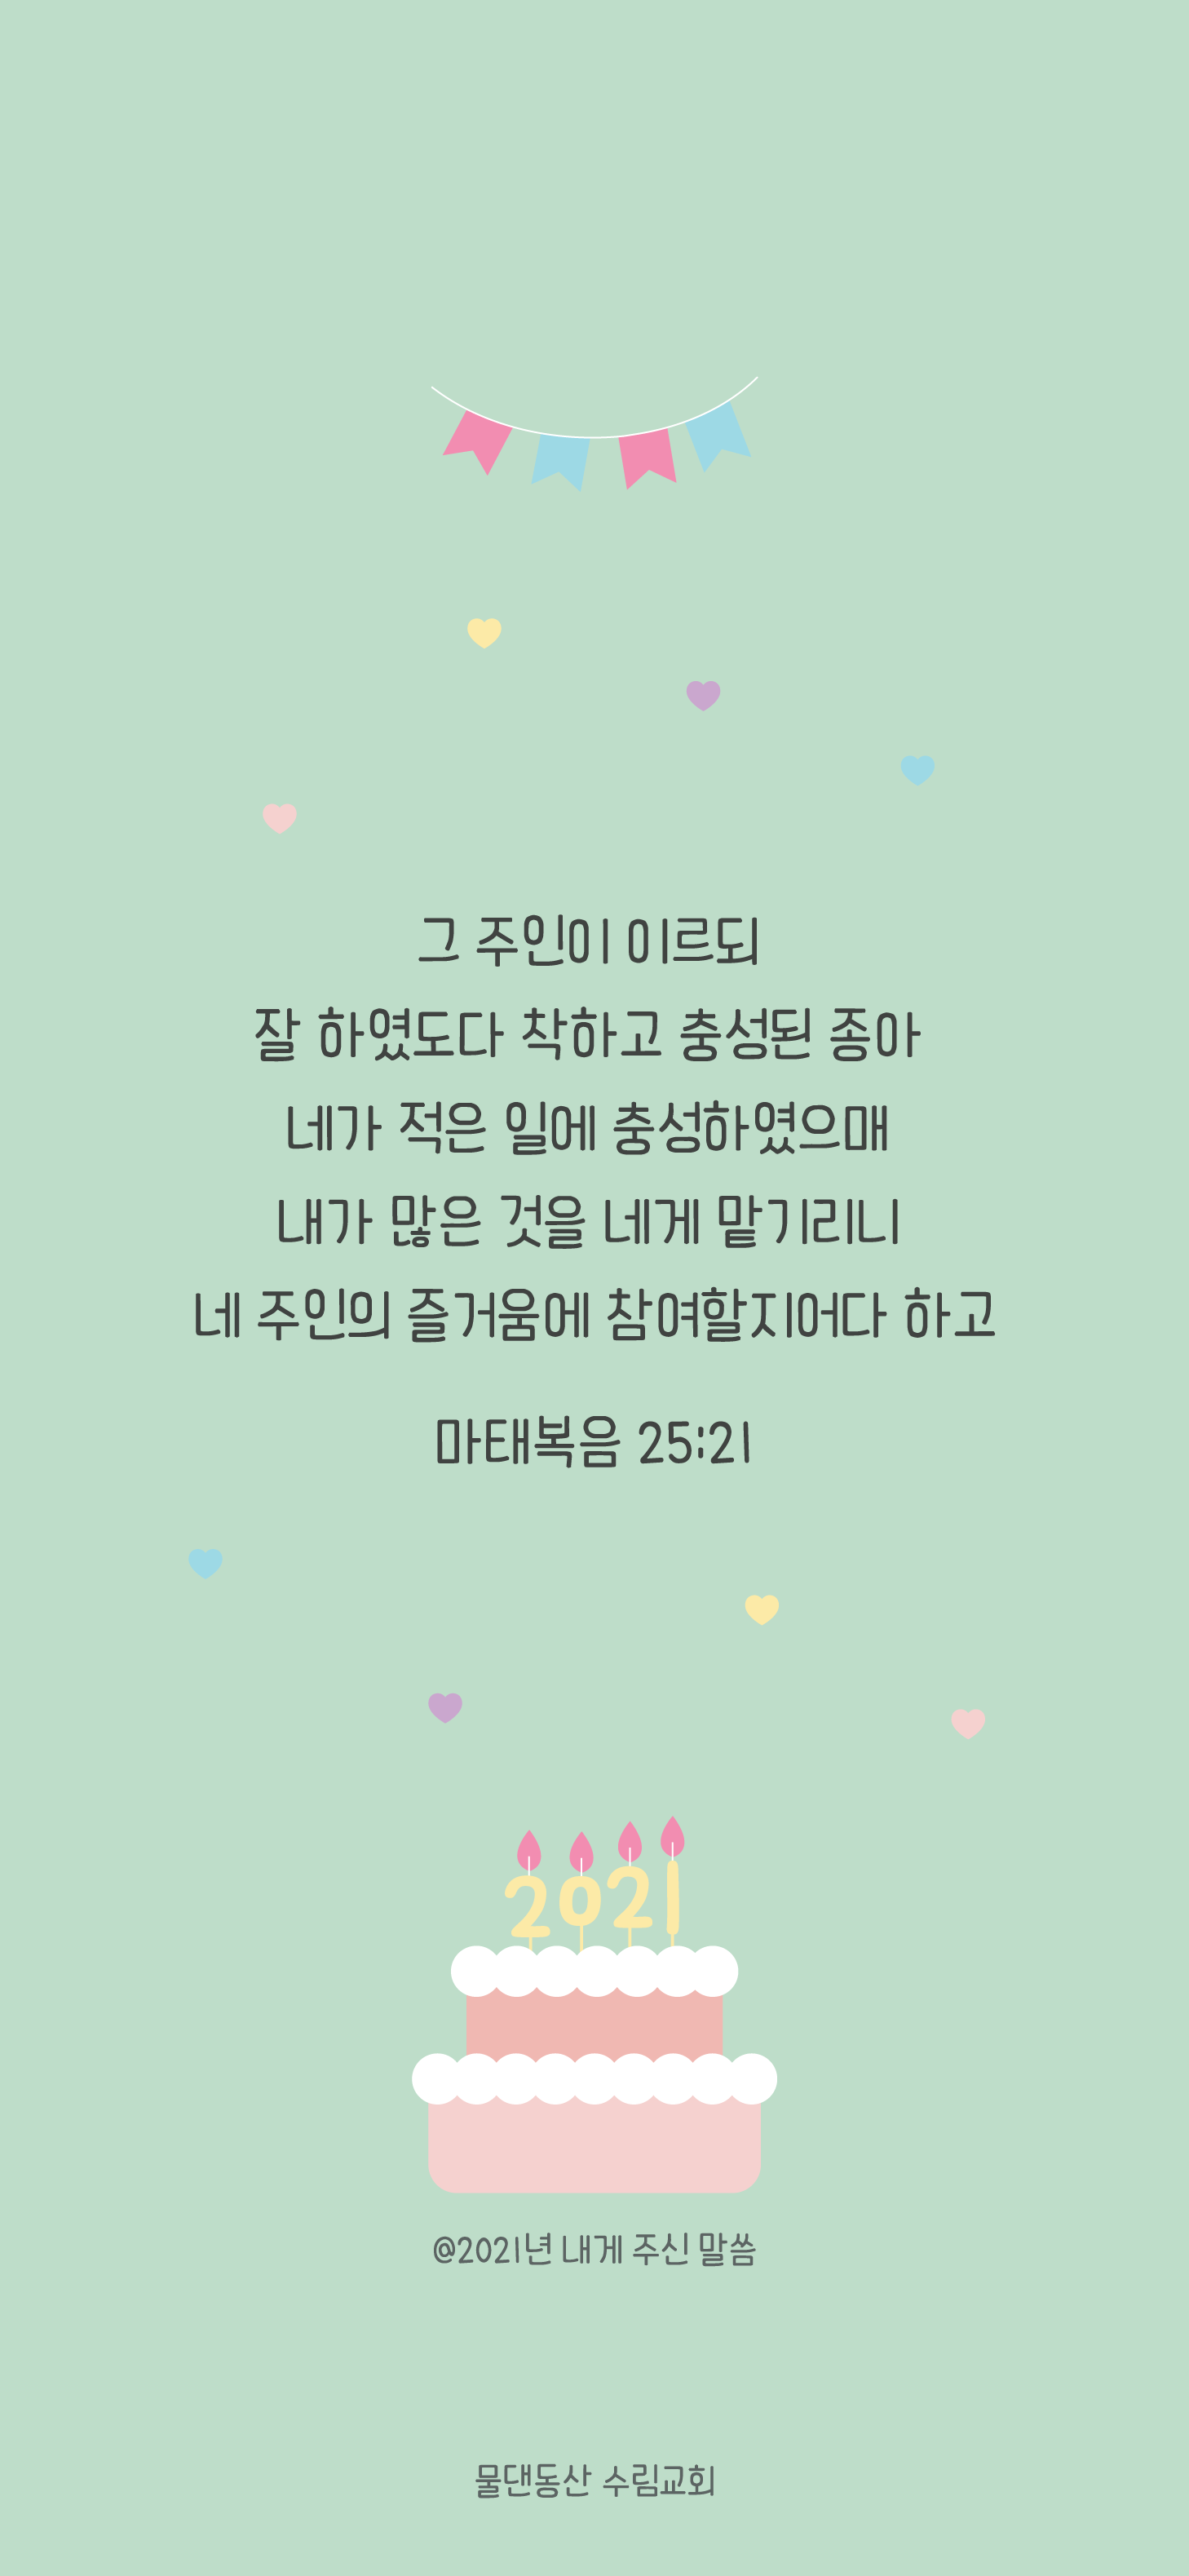 그 주인이 이르되
잘 하였도다 착하고 충성된 종아
네가 적은 일에 충성하였으매
내가 많은 것을 네게 맡기리니
네 주인의 즐거움에 참여할지어다 하고
마태복음 25:21
2021
@2021년 내게 주신 말씀
물댄동산 수림교회